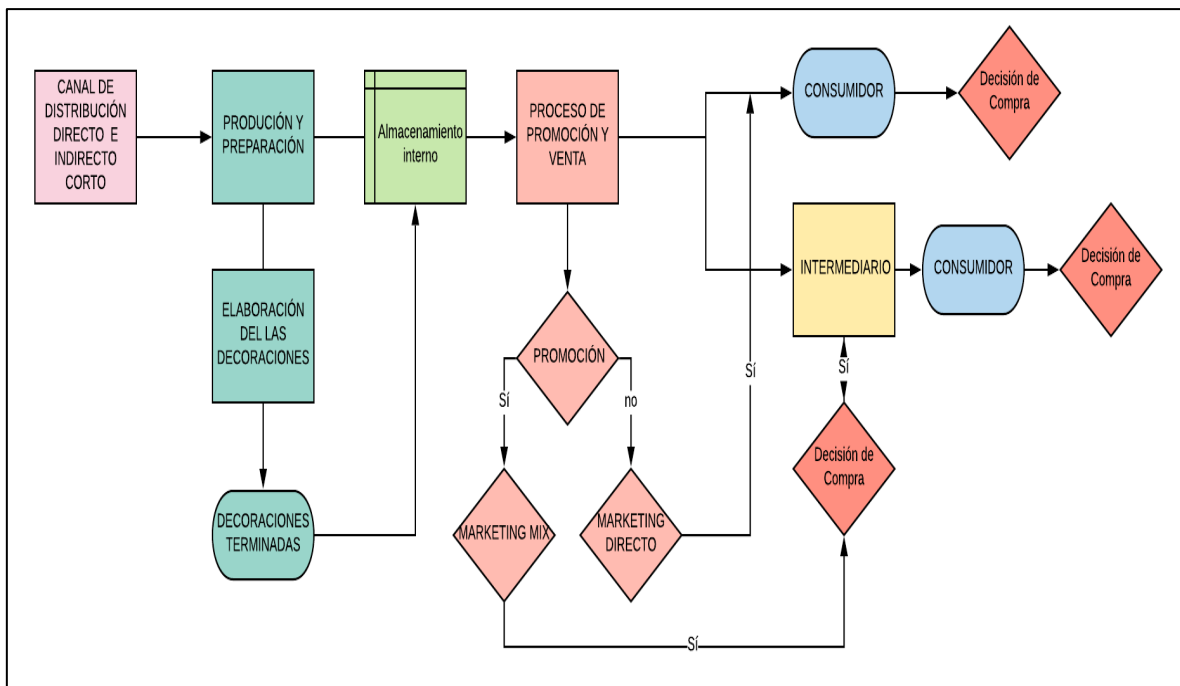 CANAL DE
DISTRIBUCIÓN
DIRECTO E
INDIRECTO
CORTO
PRODUCIÓN Y
PREPARACIÓN
Almacenamiento
interno
PROCESO DE
PROMOCIÓN Y
VENTA
CONSUMIDOR
Decisión de
Compra
INTERMEDIARIO
CONSUMIDOR
Decisión de
Compra
ELABORACIÓN
DEL LAS
DECORACIONES
PROMOCIÓN
Sí
no
Sí
Sí
DECORACIONES
TERMINADAS
MARKETING MIX
MARKETING
DIRECTO
Decisión de
Compra
Sí